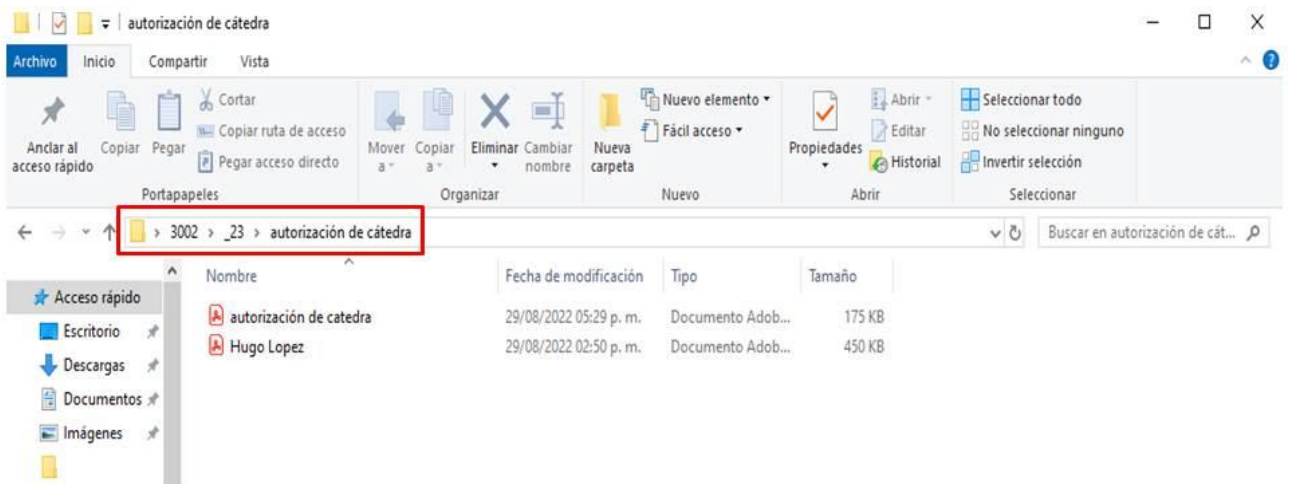 autorización de cátedra
Archivo Inicio Compartir Vista
Anclar al acceso rápido
Copiar
Pegar
Cortar
Copiar ruta de acceso
Pegar acceso directo
Portapapeles
Mover a
Copiar a
Eliminar
Cambiar nombre
Organizar
Nueva carpeta
Nuevo elemento
Fácil acceso
Nuevo
Propiedades
Abrir
Editar
Historial
Abrir
Seleccionar todo
No seleccionar ninguno
Invertir selección
Seleccionar
› 3002 › _23 › autorización de cátedra
Buscar en autorización de cát...
Nombre Fecha de modificación Tipo Tamaño
autorización de catedra 29/08/2022 05:29 p. m. Documento Adob... 175 KB
Hugo Lopez 29/08/2022 02:50 p. m. Documento Adob... 450 KB
Acceso rápido
Escritorio
Descargas
Documentos
Imágenes